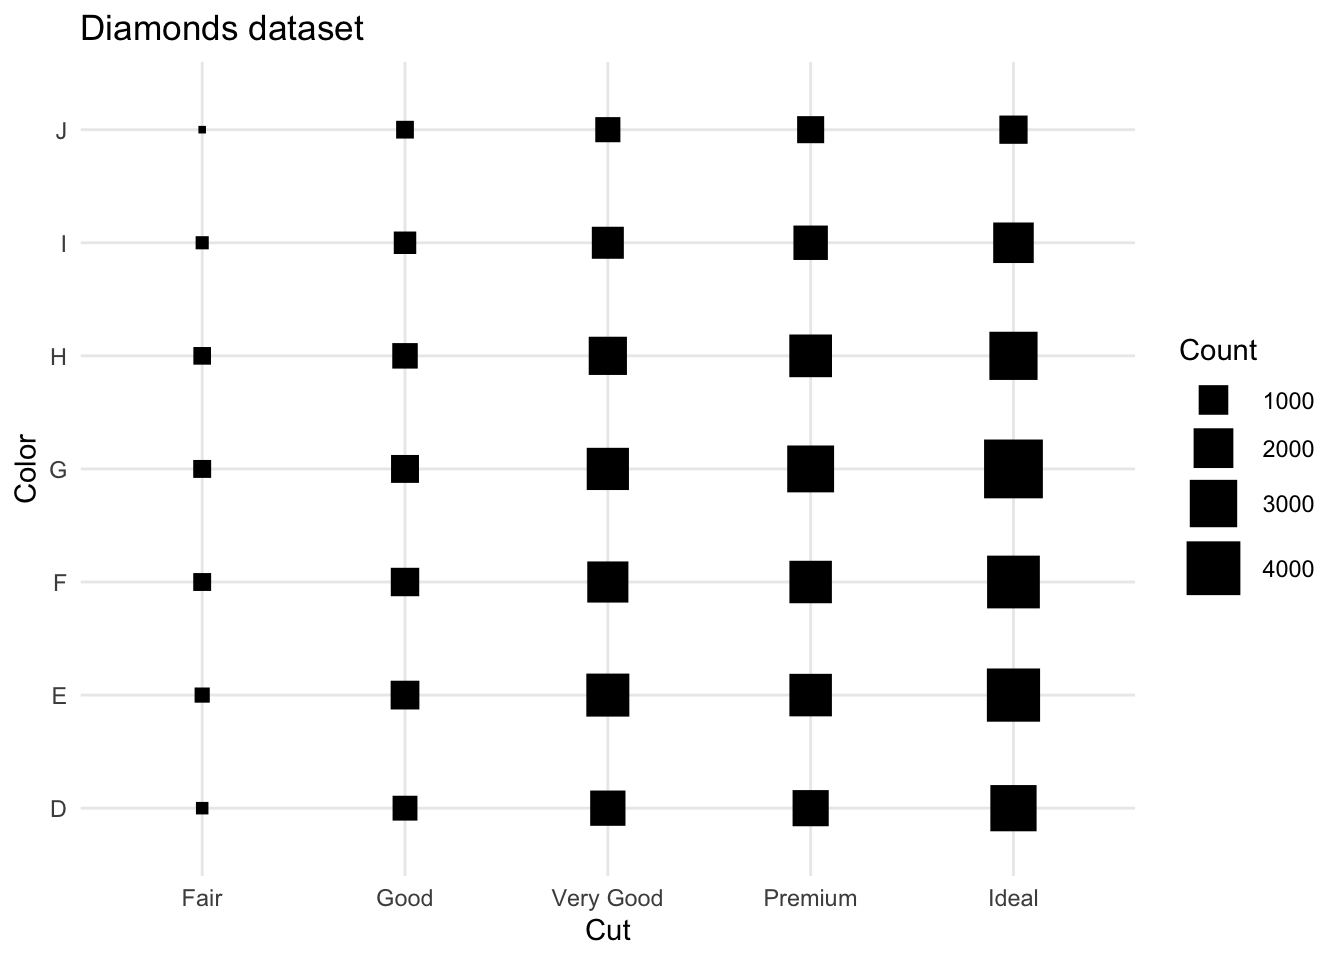 Diamonds dataset
J
I
H
G
F
E
D
Color
Fair Good Very Good Premium Ideal
Cut
Count
1000
2000
3000
4000